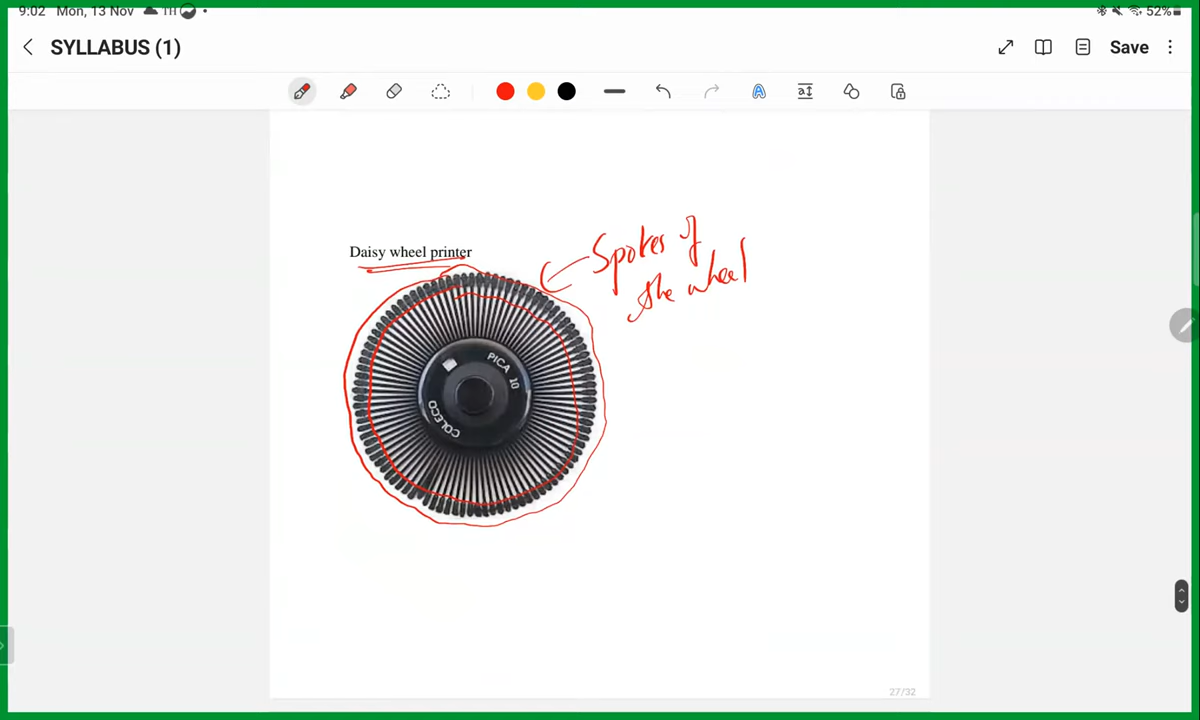 9:02 Mon, 13 Nov TH
52%
SYLLABUS (1)
Save
Daisy wheel printer
Spokes of
the wheel
PICA 10
COLECO
27/32